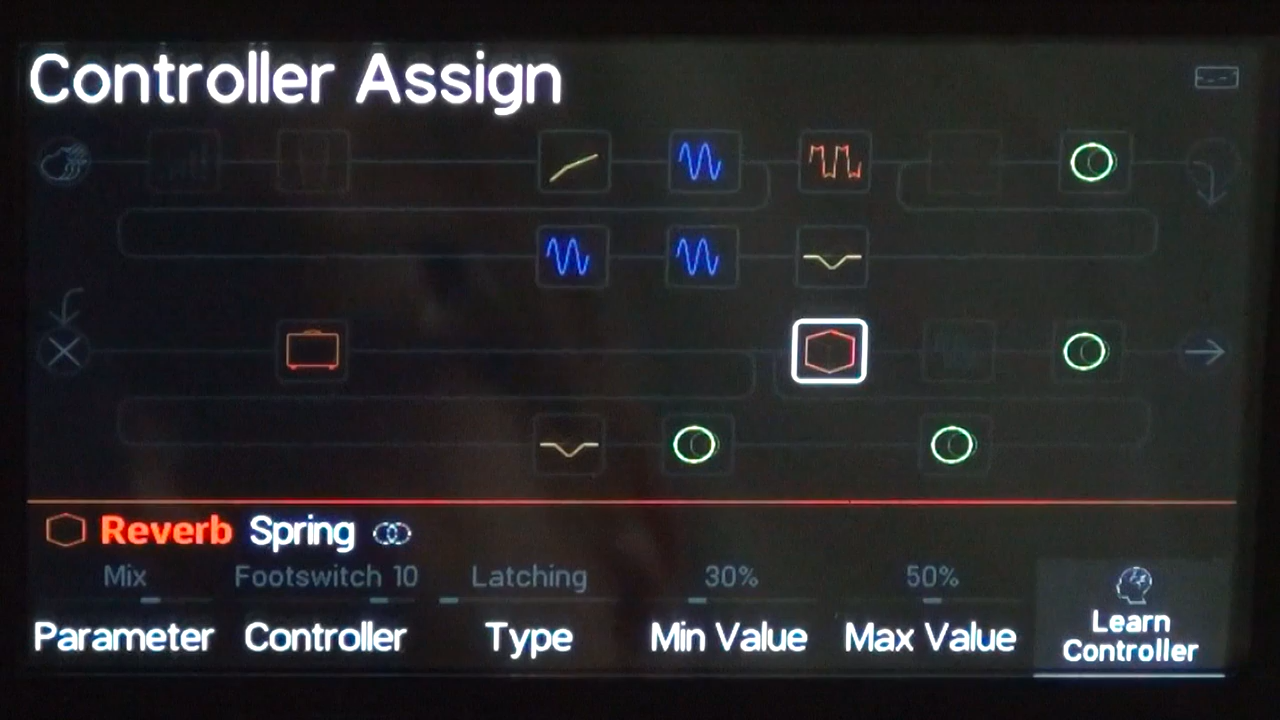 Controller Assign
Reverb Spring
Mix Footswitch 10 Latching 30% 50%
Parameter Controller Type Min Value Max Value Learn
Controller